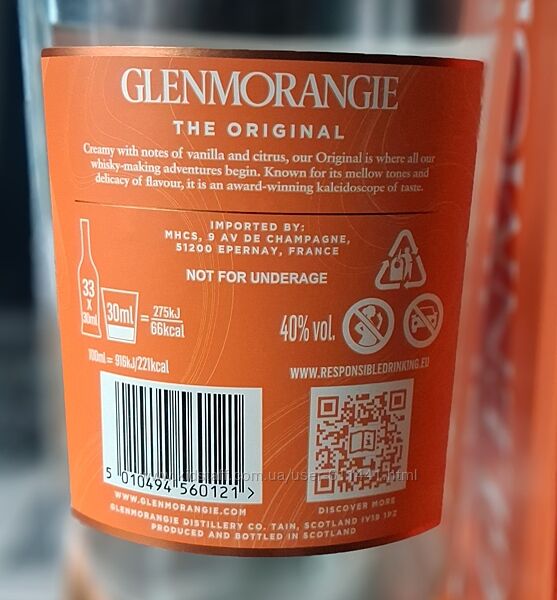 GLENMORANGIE
THE ORIGINAL
Creamy with notes of vanilla and citrus, our Original is where all our
whisky-making adventures begin. Known for its mellow tones and
delicacy of flavour, it is an award-winning kaleidoscope of taste.
IMPORTED BY:
MHCS, 9 AV DE CHAMPAGNE,
51200 EPERNAY, FRANCE
NOT FOR UNDERAGE
33
X
30ml
30ml = 275kJ
66kcal
40% vol.
100ml = 916kJ/221kcal
WWW.RESPONSIBLEDRINKING.EU
5 010494 560121 >
WWW.GLENMORANGIE.COM
DISCOVER MORE
GLENMORANGIE DISTILLERY CO. TAIN, SCOTLAND IV19 1PZ
PRODUCED AND BOTTLED IN SCOTLAND